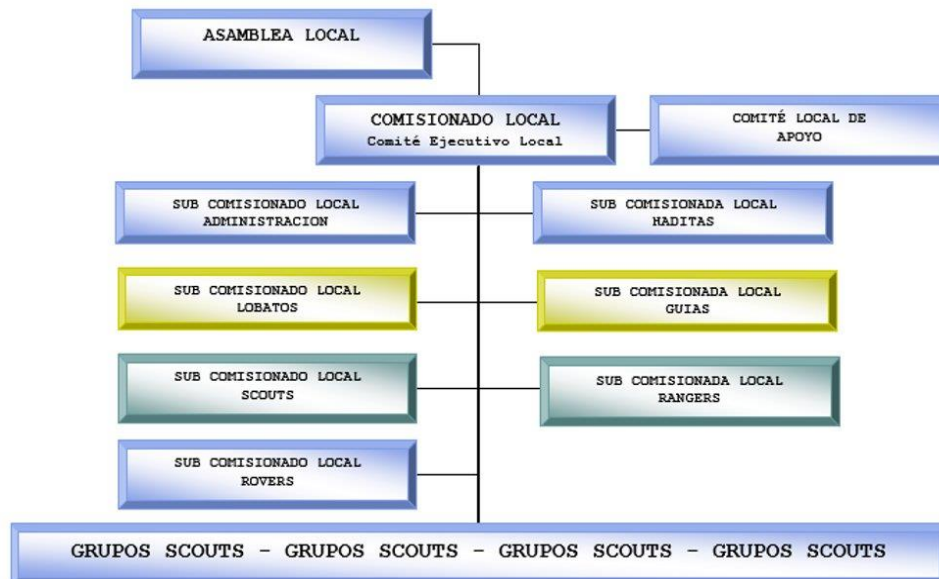 ASAMBLEA LOCAL
COMISIONADO LOCAL
Comité Ejecutivo Local
COMITÉ LOCAL DE
APOYO
SUB COMISIONADO LOCAL
ADMINISTRACION
SUB COMISIONADA LOCAL
HADITAS
SUB COMISIONADO LOCAL
LOBATOS
SUB COMISIONADA LOCAL
GUIAS
SUB COMISIONADO LOCAL
SCOUTS
SUB COMISIONADA LOCAL
RANGERS
SUB COMISIONADO LOCAL
ROVERS
GRUPOS SCOUTS – GRUPOS SCOUTS – GRUPOS SCOUTS – GRUPOS SCOUTS